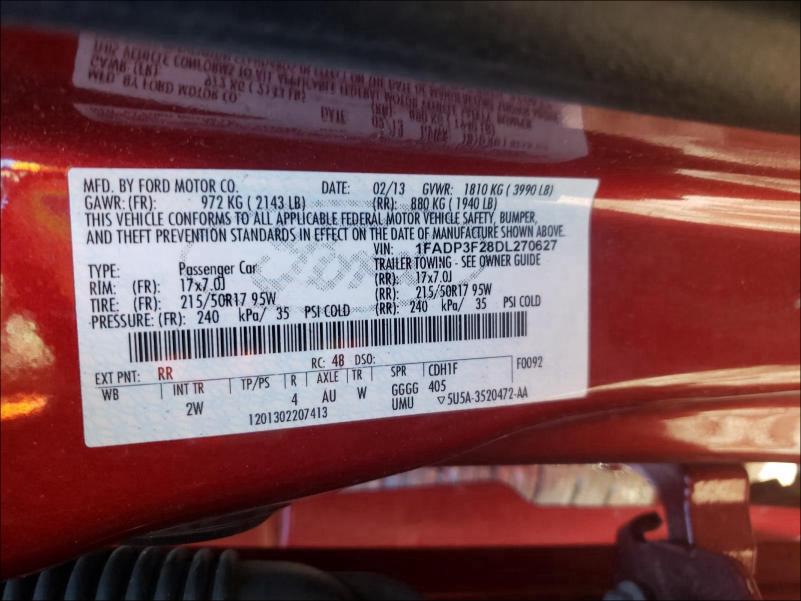 MFD. BY FORD MOTOR CO. DATE: 02/13 GVWR: 1810 KG ( 3990 LB)
GAWR: (FR): 972 KG ( 2143 LB) (RR): 880 KG ( 1940 LB)
THIS VEHICLE CONFORMS TO ALL APPLICABLE FEDERAL MOTOR VEHICLE SAFETY, BUMPER,
AND THEFT PREVENTION STANDARDS IN EFFECT ON THE DATE OF MANUFACTURE SHOWN ABOVE.
VIN: 1FADP3F28DL270627
TYPE: Passenger Car TRAILER TOWING - SEE OWNER GUIDE
RIM: (FR): 17x7.0J (RR): 17x7.0J
TIRE: (FR): 215/50R17 95W (RR): 215/50R17 95W
PRESSURE: (FR): 240 kPa/ 35 PSI COLD (RR): 240 kPa/ 35 PSI COLD
EXT PNT: RR RC: 48 DSO: F0092
WB INT TR TP/PS R AXLE TR SPR CDH1F
2W 4 AU W GGGG 405
1201302207413 UMU ▽5U5A-3520472-AA